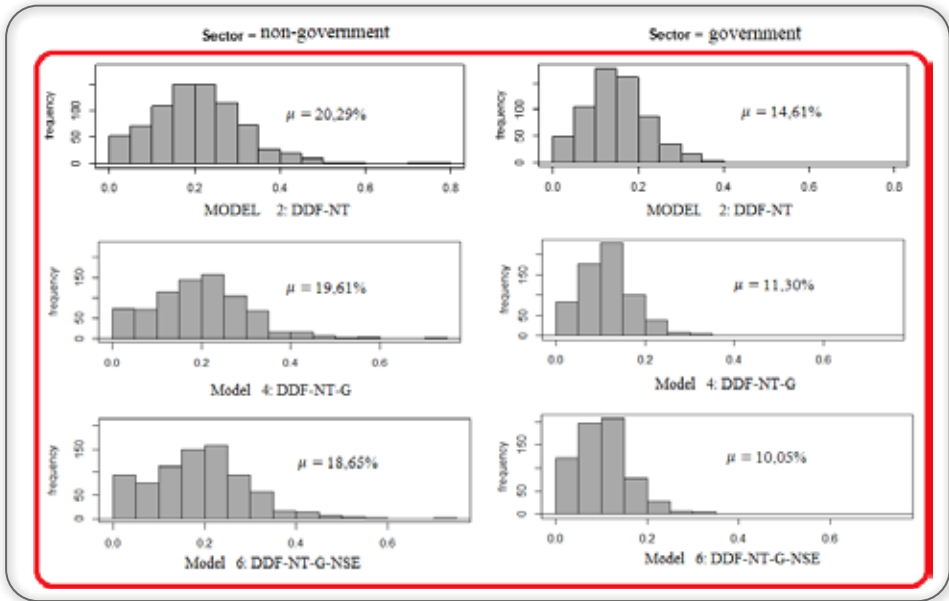 Sector = non-government
Sector = government
frequency
100
50
0
μ = 20,29%
0.0 0.2 0.4 0.6 0.8
MODEL 2: DDF-NT
frequency
100
50
0
μ = 14,61%
0.0 0.2 0.4 0.6 0.8
MODEL 2: DDF-NT
frequency
150
50
0
μ = 19,61%
0.0 0.2 0.4 0.6
Model 4: DDF-NT-G
frequency
150
50
0
μ = 11,30%
0.0 0.2 0.4 0.6
Model 4: DDF-NT-G
frequency
150
50
0
μ = 18,65%
0.0 0.2 0.4 0.6
Model 6: DDF-NT-G-NSE
frequency
150
50
0
μ = 10,05%
0.0 0.2 0.4 0.6
Model 6: DDF-NT-G-NSE